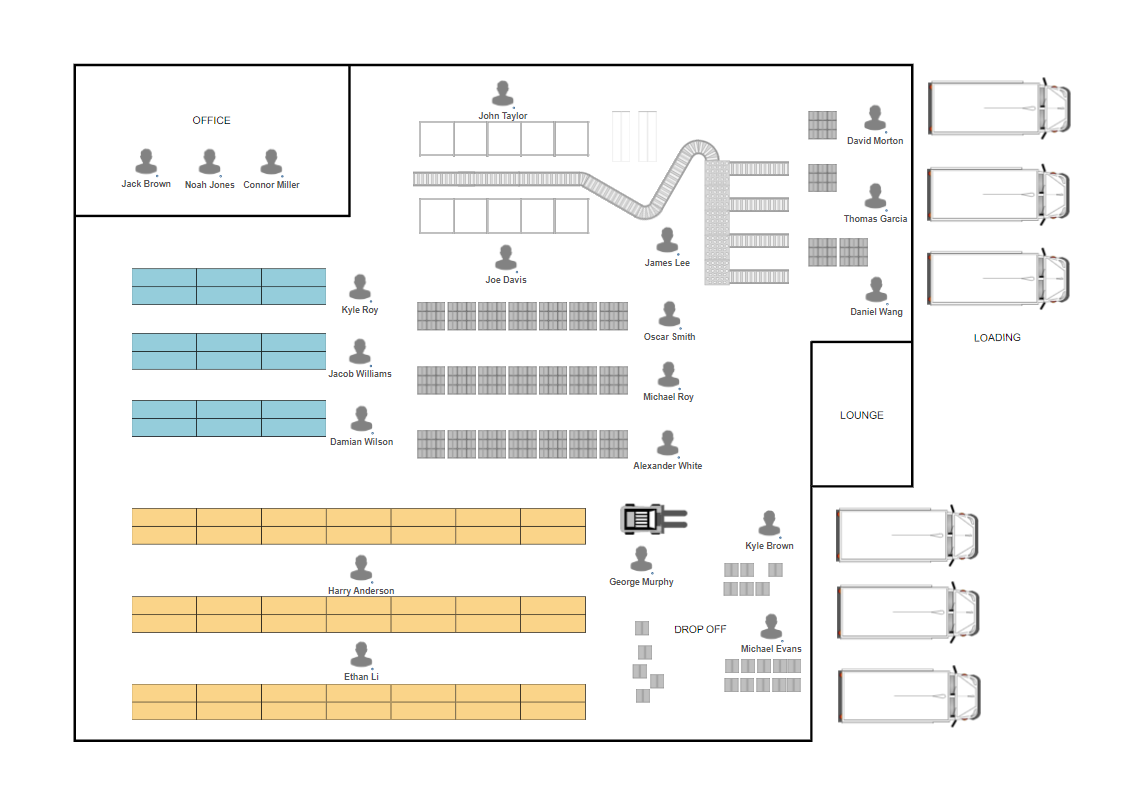 OFFICE
Jack Brown
Noah Jones
Connor Miller
John Taylor
David Morton
Thomas Garcia
James Lee
Joe Davis
Daniel Wang
Kyle Roy
Oscar Smith
LOADING
Jacob Williams
Michael Roy
LOUNGE
Damian Wilson
Alexander White
Kyle Brown
George Murphy
Harry Anderson
DROP OFF
Michael Evans
Ethan Li